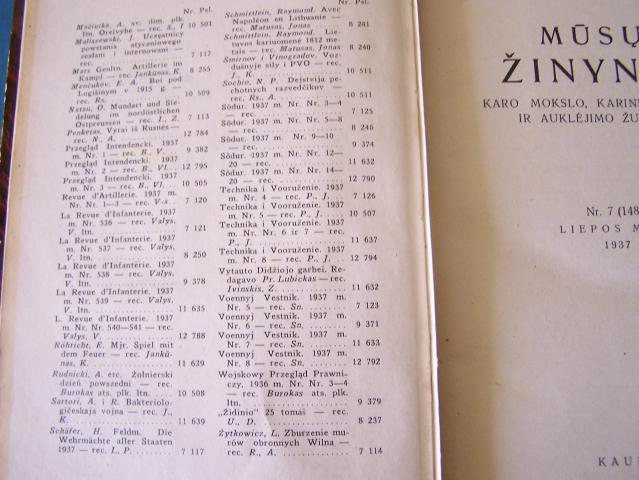 Nr. Psl.
Mačiuika, A. av. dim. plk.
ltn. Orceivybė — rec. S., I 10 501
Maliszewski, J. Uczęstnicy
powstania styczniowego
zesłani i internowani —
rec. 7 117
Marx Genltn. Artillerie im
Kampf — rec. Jankūnas, K. 8 255
Menčukov, E. A. Boi pod
Logišinym v 1915 g. —
rec. Rs. 10 509
Natsu, O. Mundart und Sie-
delung im nordöstlichen
Ostpreussen — rec. I., Z. 7 113
Penkeras, Vyrai iš Rusnės —
rec. N., A. 12 784
Przegląd Intendencki. 1937
m. Nr. 1 — rec. B., V. 9 382
Przegląd Intendencki. 1937
m. Nr. 2 — rec. B., Vl. 12 795
Przegląd Intendencki. 1937
m. Nr. 3 — rec. B., Vl. 10 505
Revue d'Artillerie. 1937 m.
Nr. Nr. 1—3 — rec. V-s. 7 120
La Revue d'Infanterie. 1937
m. Nr. 536 — rec. Valys,
V. ltn. 7 121
La Revue d'Infanterie. 1937
m. Nr. 537 — rec. Valys,
V. ltn. 8 250
La Revue d'Infanterie. 1937
m. Nr. 538 — rec. Valys,
V. ltn. 9 378
La Revue d'Infanterie. 1937
m. Nr. 539 — rec. Valys,
V. ltn. 11 635
L. Revue d'Infanterie. 1937
m. Nr. Nr. 540—541 — rec.
Valys, V. 12 788
Röhricht, E. Mjr. Spiel mit
dem Feuer — rec. Jankū-
nas, K. 11 639
Rudnicki, A. etc. Żołnierski
dzień powszedni — rec.
Burokas ats. plk. ltn. 10 508
Sartori, A. i R. Bakteriolo-
gičeskaja vojna — rec. J.,
K. 11 639
Schäfer, H. Feldm. Die
Wehrmächte aller Staaten
1937 — rec. I., P. 7 117
Nr. Psl.
Schmittlein, Raymond. Avec
Napoléon en Lithuanie —
rec. Matusas, Jonas 8 241
Schmittlein, Raymond. Lie-
tuvos kariuomenė 1812 me-
tais — rec. Matusas, Jonas 8 240
Smirnov i Vinogradov. Voz-
dušnyje sily i PVO — rec.
J., K. 10 511
Sochin, N. P. Dejstvija pe-
chotnych razvedčikov —
rec. Rs., A. 10 511
Sõdur. 1937 m. Nr. Nr. 3—4
— rec. 7 125
Sõdur. 1937 m. Nr. Nr. 5—8
— rec. 8 246
Sõdur. 1937 m. Nr. 9—10
— rec. 9 374
Sõdur. 1937 m. Nr. Nr. 12—
20 — rec. 11 632
Sõdur. 1937 m. Nr. Nr. 14—
20 — rec. 12 790
Technika i Vooruženie. 1937
m. Nr. 4 — rec. P., J. 7 126
Technika i Vooruženie. 1937
m. Nr. 5 — rec. P., J. 10 507
Technika i Vooruženie. 1937
m. Nr. Nr. 6 ir 7 — rec.
P., J. 11 637
Technika i Vooruženie. 1937
m. Nr. 8 — rec. P., J. 12 794
Vytauto Didžiojo garbei. Re-
dagavo Pr. Lubickas — rec.
Ivinskis, Z. 11 632
Voennyj Vestnik. 1937 m.
Nr. 5 — rec. Šn. 7 123
Voennyj Vestnik. 1937 m.
Nr. 6 — rec. Šn. 9 371
Voennyj Vestnik. 1937 m.
Nr. 7 — rec. Šn. 11 633
Voennyj Vestnik. 1937 m.
Nr. 8 — rec. Šn. 12 792
Wojskowy Przegląd Prawni-
czy. 1936 m. Nr. Nr. 3—4
— rec. Burokas ats. plk.
ltn. 9 379
„Židinio" 25 tomai — rec.
U., D. 8 237
Żytkowicz, L. Zburzenie mu-
rów obronnych Wilna —
rec. R., A. 7 114
MŪSŲ
ŽINYN
KARO MOKSLO, KARIN
IR AUKLĖJIMO ŽU
Nr. 7 (148
LIEPOS M
1937
KAU